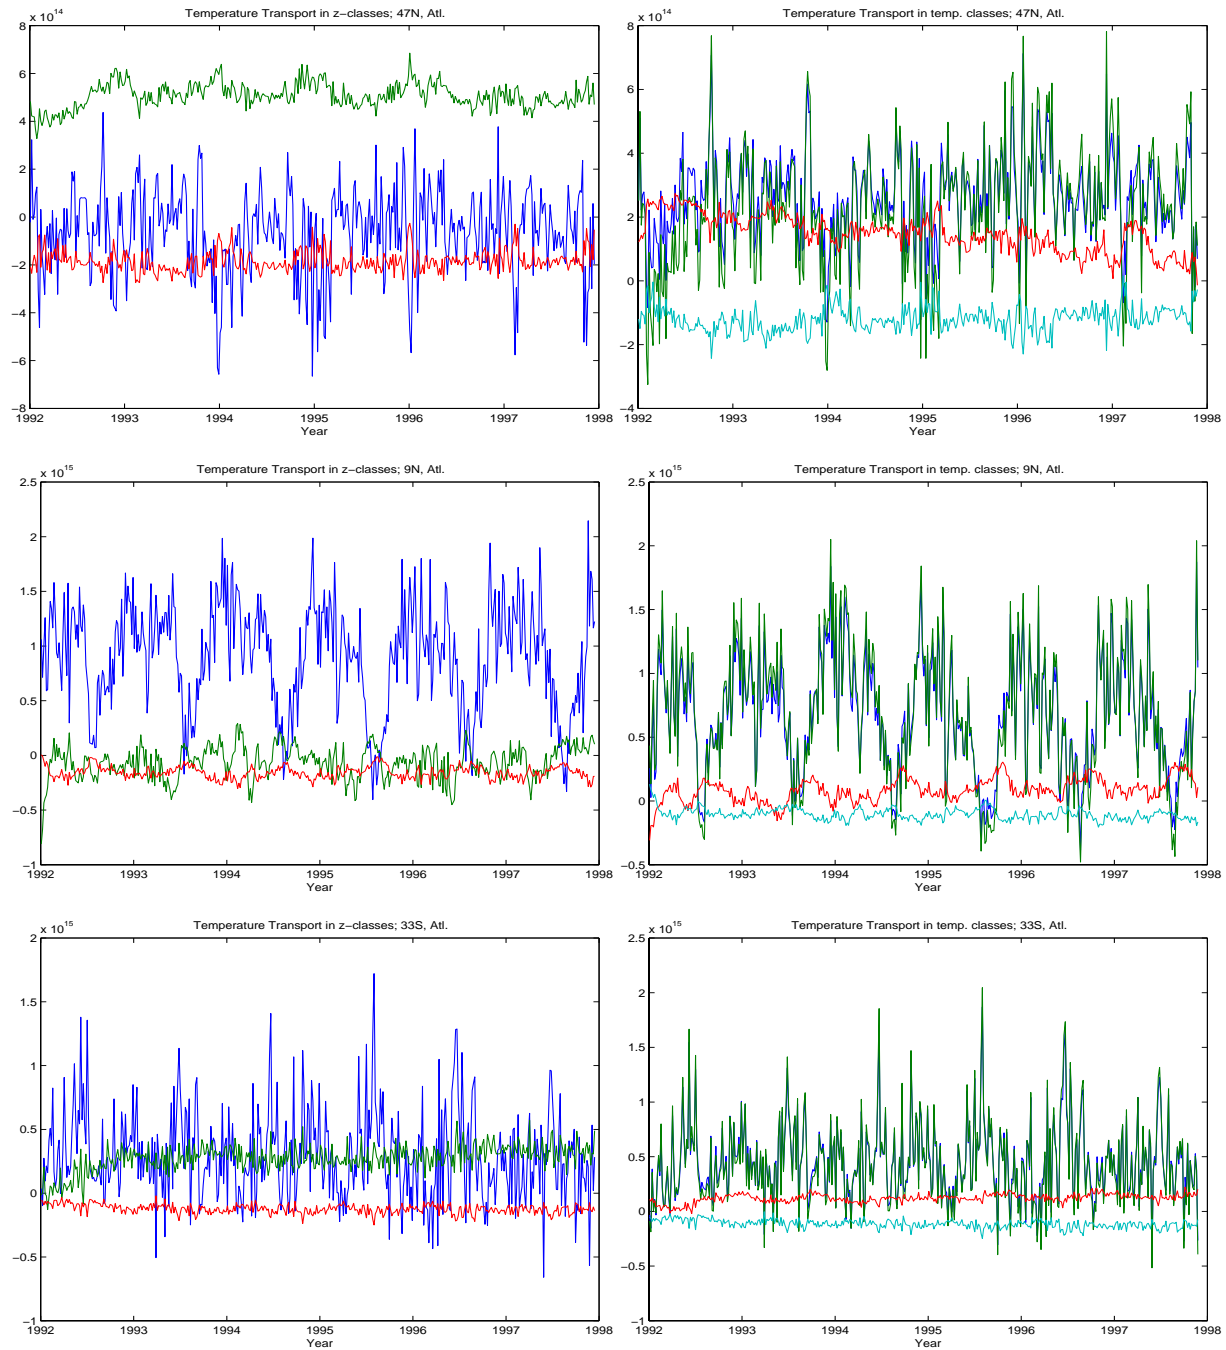 Temperature Transport in z−classes; 47N, Atl.
x 10^14
8
6
4
2
0
−2
−4
−6
−8
1992 1993 1994 1995 1996 1997 1998
Year
Temperature Transport in temp. classes; 47N, Atl.
x 10^14
8
6
4
2
0
−2
−4
1992 1993 1994 1995 1996 1997 1998
Year
Temperature Transport in z−classes; 9N, Atl.
x 10^15
2.5
2
1.5
1
0.5
0
−0.5
−1
1992 1993 1994 1995 1996 1997 1998
Year
Temperature Transport in temp. classes; 9N, Atl.
x 10^15
2.5
2
1.5
1
0.5
0
−0.5
1992 1993 1994 1995 1996 1997 1998
Year
Temperature Transport in z−classes; 33S, Atl.
x 10^15
2
1.5
1
0.5
0
−0.5
−1
1992 1993 1994 1995 1996 1997 1998
Year
Temperature Transport in temp. classes; 33S, Atl.
x 10^15
2.5
2
1.5
1
0.5
0
−0.5
−1
1992 1993 1994 1995 1996 1997 1998
Year